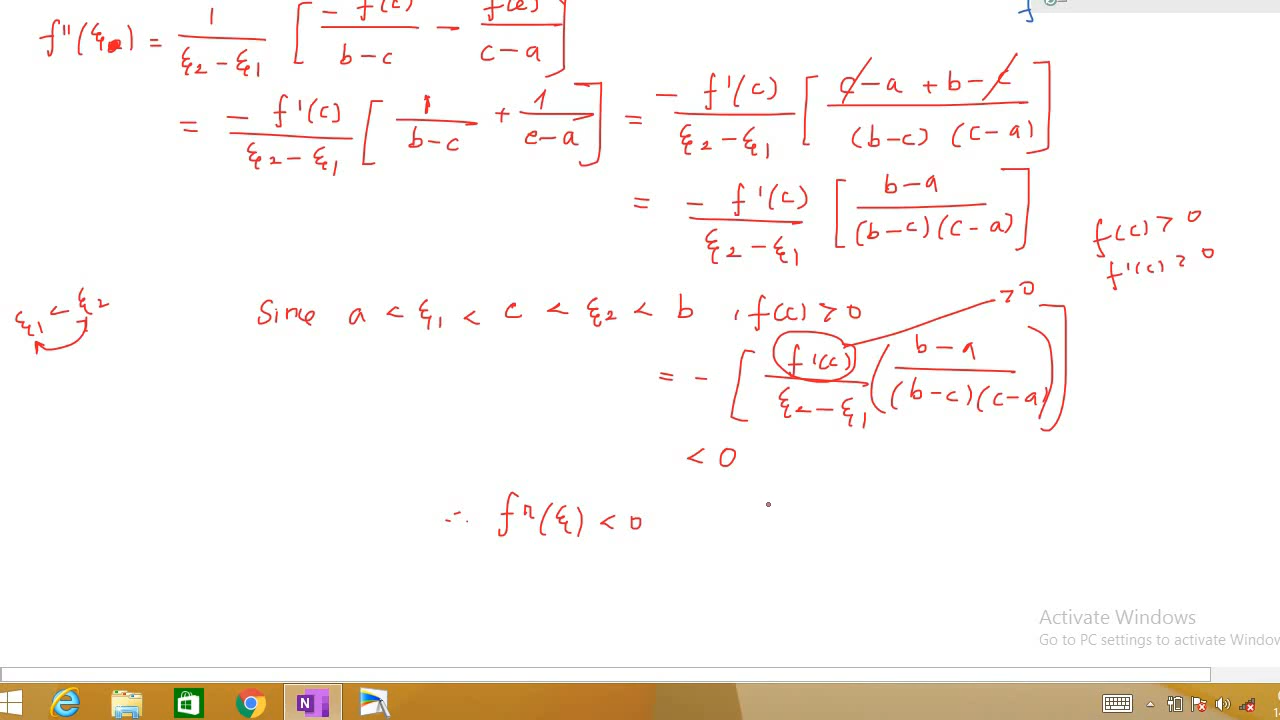 f''(ξ) = 1/(ξ₂ - ξ₁) [ -f(c)/(b-c) - f(c)/(c-a) ]
= - f'(c)/(ξ₂ - ξ₁) [ 1/(b-c) + 1/(c-a) ] = - f'(c)/(ξ₂ - ξ₁) [ (c - a + b - c)/((b-c) (c-a)) ]
= - f'(c)/(ξ₂ - ξ₁) [ (b-a)/((b-c)(c-a)) ]
f(c) > 0
f'(c) > 0
ξ₁ < ξ₂
Since a < ξ₁ < c < ξ₂ < b , f(c) > 0
> 0
= - [ f'(c)/(ξ₂ - ξ₁) ( (b-a)/((b-c)(c-a)) ) ]
< 0
∴ f''(ξ) < 0
Activate Windows
Go to PC settings to activate Window